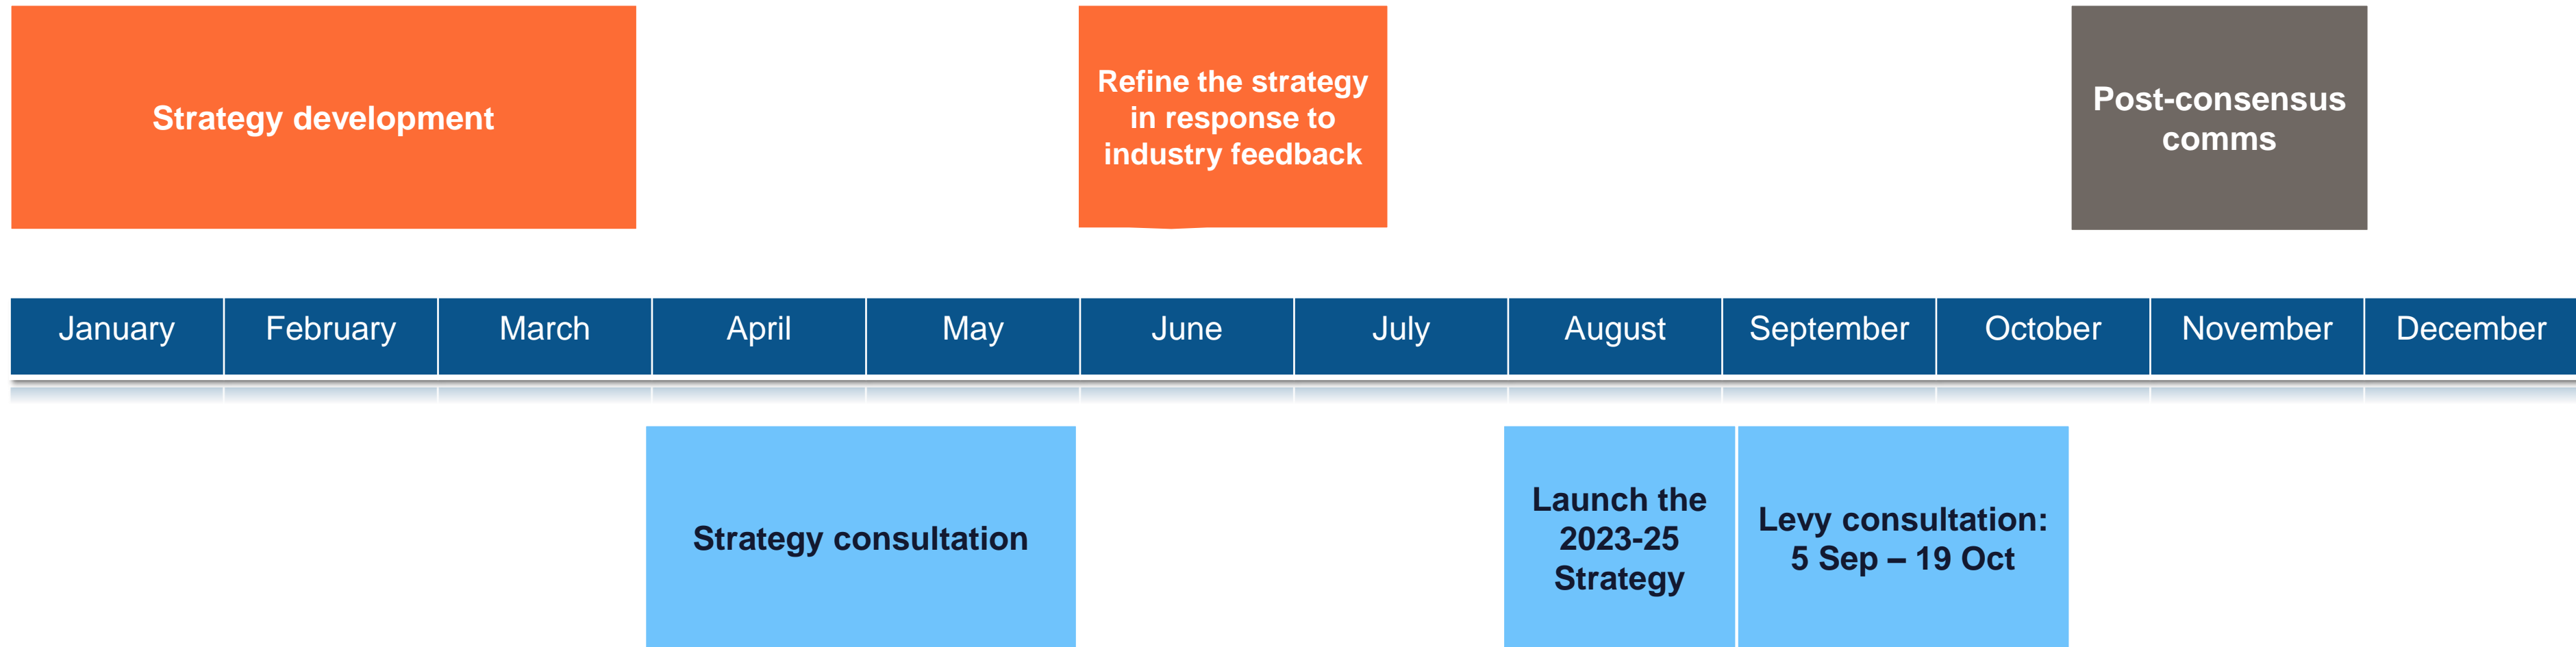 Strategy development
Refine the strategy
in response to
industry feedback
Post-consensus
comms
January February March April May June July August September October November December
Strategy consultation
Launch the
2023-25
Strategy
Levy consultation:
5 Sep – 19 Oct